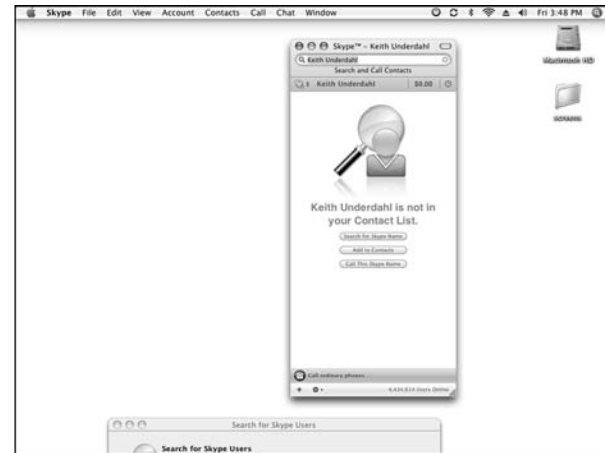 Skype File Edit View Account Contacts Call Chat Window Fri 3:48 PM
Skype™ – Keith Underdahl
Keith Underdahl
Search and Call Contacts
Keith Underdahl $0.00
Macintosh HD
Keith Underdahl is not in
your Contact List.
Search for Skype Name
Add to Contacts
Call This Skype Name
Call ordinary phones
Users Online
Search for Skype Users
Search for Skype Users